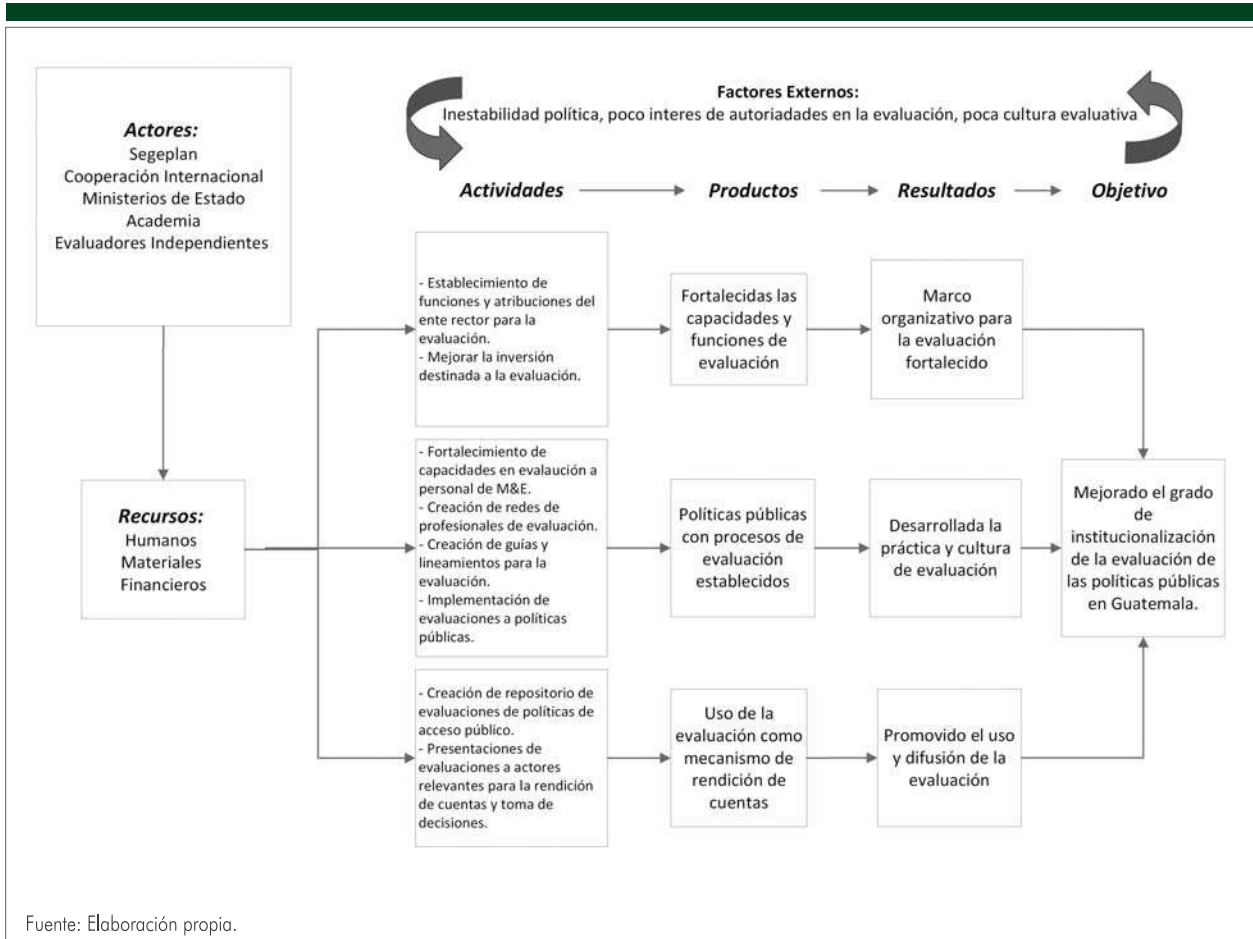 Actores:
Segeplan
Cooperación Internacional
Ministerios de Estado
Academia
Evaluadores Independientes
Factores Externos:
Inestabilidad política, poco interes de autoriadades en la evaluación, poca cultura evaluativa
Actividades
Productos
Resultados
Objetivo
- Establecimiento de
funciones y atribuciones del
ente rector para la
evaluación.
- Mejorar la inversión
destinada a la evaluación.
Fortalecidas las
capacidades y
funciones de
evaluación
Marco
organizativo para
la evaluación
fortalecido
Recursos:
Humanos
Materiales
Financieros
- Fortalecimiento de
capacidades en evalaución a
personal de M&E.
- Creación de redes de
profesionales de evaluación.
- Creación de guías y
lineamientos para la
evaluación.
- Implementación de
evaluaciones a políticas
públicas.
Políticas públicas
con procesos de
evaluación
establecidos
Desarrollada la
práctica y cultura
de evaluación
Mejorado el grado
de
institucionalización
de la evaluación de
las políticas públicas
en Guatemala.
- Creación de repositorio de
evaluaciones de políticas de
acceso público.
- Presentaciones de
evaluaciones a actores
relevantes para la rendición
de cuentas y toma de
decisiones.
Uso de la
evaluación como
mecanismo de
rendición de
cuentas
Promovido el uso
y difusión de la
evaluación
Fuente: Elaboración propia.